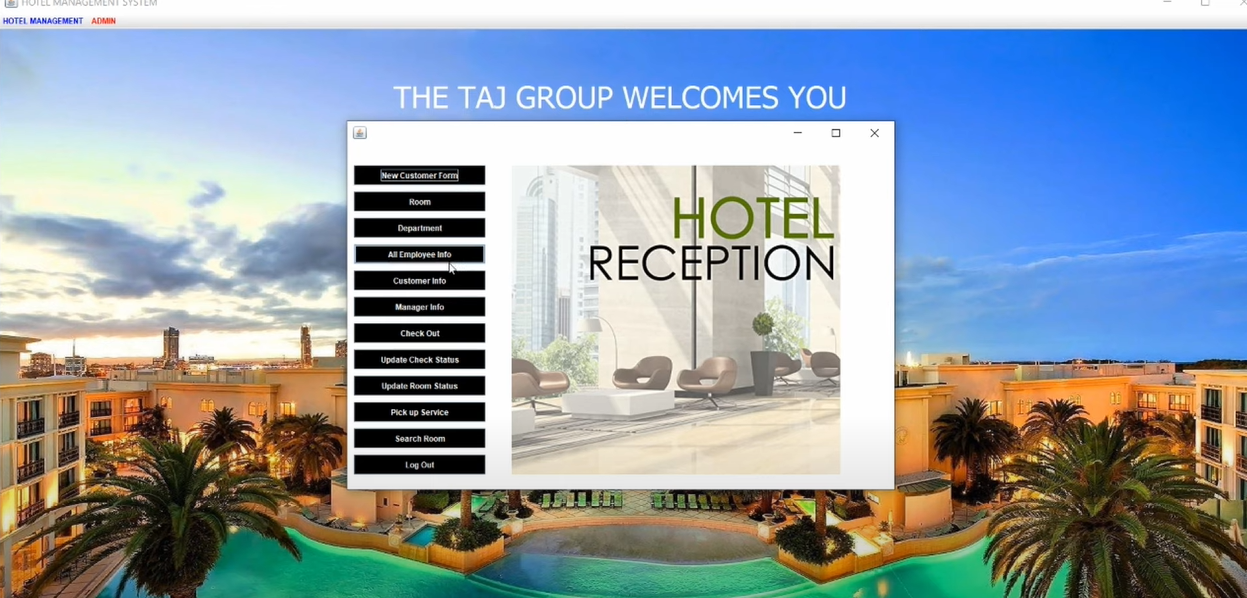 HOTEL MANAGEMENT SYSTEM
HOTEL MANAGEMENT ADMIN
THE TAJ GROUP WELCOMES YOU
New Customer Form
Room
Department
All Employee Info
Customer Info
Manager Info
Check Out
Update Check Status
Update Room Status
Pick up Service
Search Room
Log Out
HOTEL
RECEPTION